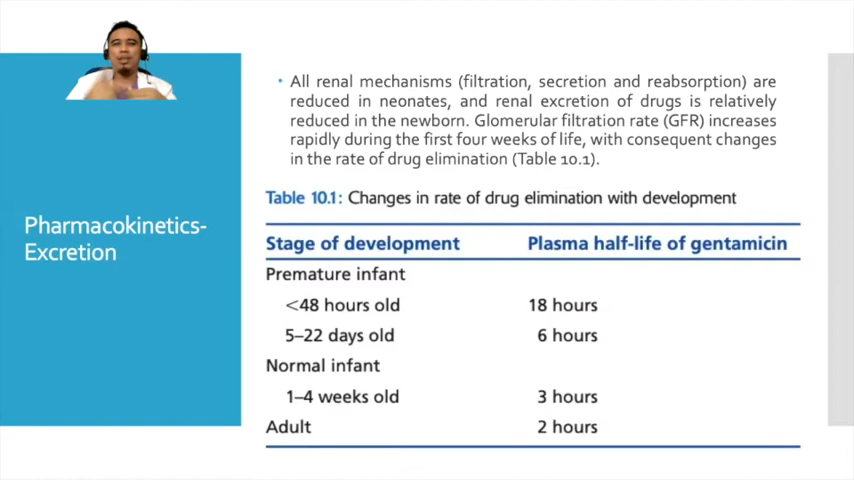 Pharmacokinetics-
Excretion
• All renal mechanisms (filtration, secretion and reabsorption) are
reduced in neonates, and renal excretion of drugs is relatively
reduced in the newborn. Glomerular filtration rate (GFR) increases
rapidly during the first four weeks of life, with consequent changes
in the rate of drug elimination (Table 10.1).
Table 10.1: Changes in rate of drug elimination with development
Stage of development Plasma half-life of gentamicin
Premature infant
<48 hours old 18 hours
5–22 days old 6 hours
Normal infant
1–4 weeks old 3 hours
Adult 2 hours